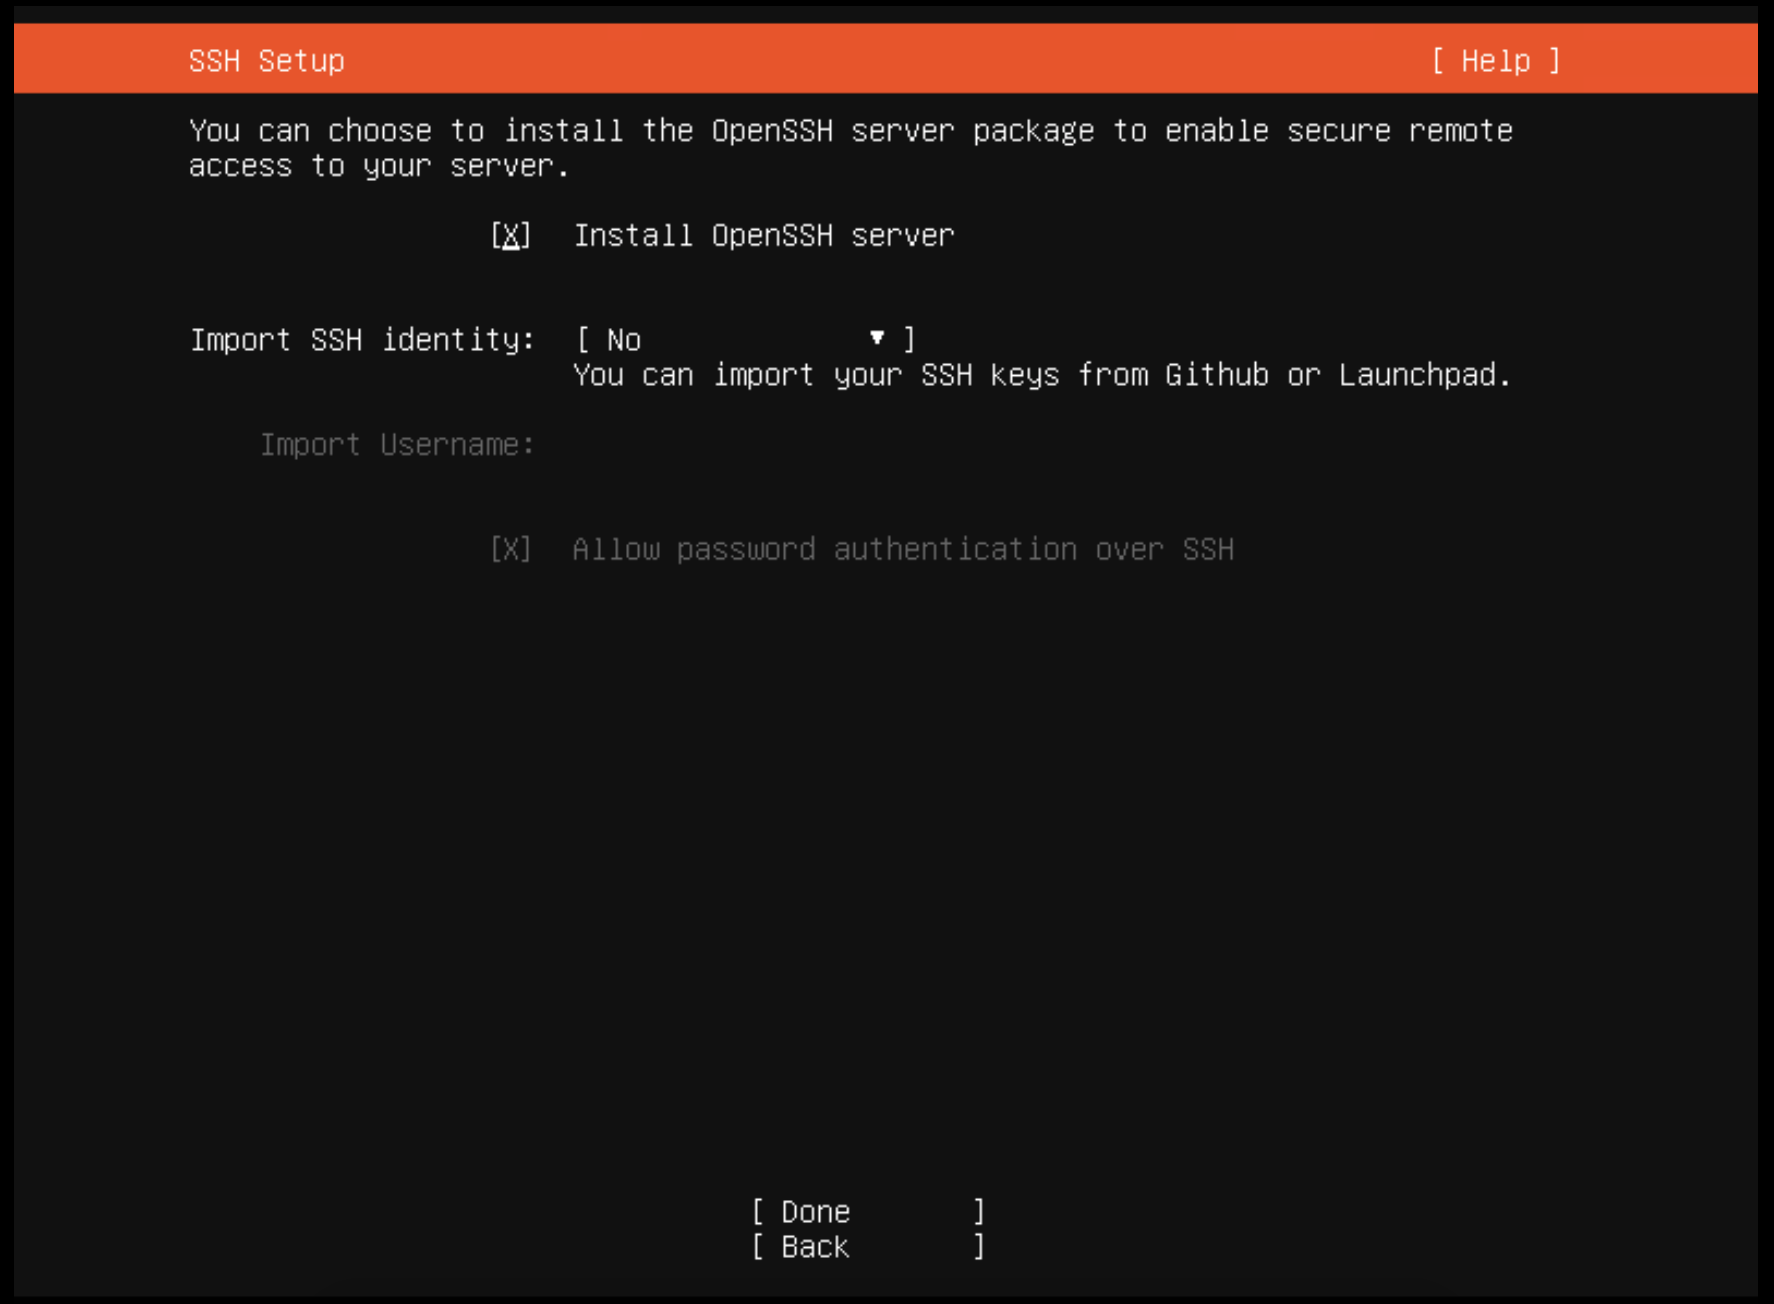 SSH Setup [ Help ]
You can choose to install the OpenSSH server package to enable secure remote
access to your server.
[X] Install OpenSSH server
Import SSH identity: [ No ▾ ]
You can import your SSH keys from Github or Launchpad.
Import Username:
[X] Allow password authentication over SSH
[ Done ]
[ Back ]